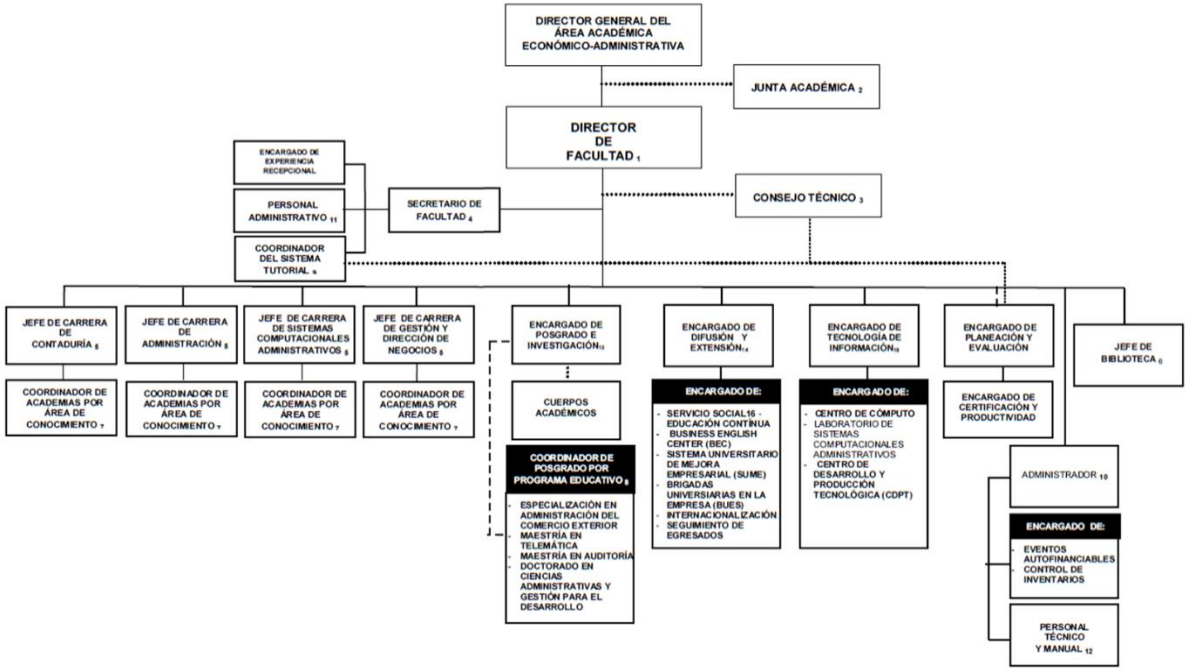 DIRECTOR GENERAL DEL
ÁREA ACADÉMICA
ECONÓMICO-ADMINISTRATIVA
JUNTA ACADÉMICA 2
DIRECTOR
DE
FACULTAD 1
ENCARGADO DE
EXPERIENCIA
RECEPCIONAL
PERSONAL
ADMINISTRATIVO 11
SECRETARIO DE
FACULTAD 4
CONSEJO TÉCNICO 3
COORDINADOR
DEL SISTEMA
TUTORIAL 9
JEFE DE CARRERA
DE
CONTADURÍA 5
JEFE DE CARRERA
DE
ADMINISTRACIÓN 5
JEFE DE CARRERA
DE SISTEMAS
COMPUTACIONALES
ADMINISTRATIVOS 5
JEFE DE CARRERA
DE GESTIÓN Y
DIRECCIÓN DE
NEGOCIOS 5
ENCARGADO DE
POSGRADO E
INVESTIGACIÓN13
ENCARGADO DE
DIFUSIÓN Y
EXTENSIÓN14
ENCARGADO DE
TECNOLOGÍA DE
INFORMACIÓN15
ENCARGADO DE
PLANEACIÓN Y
EVALUACIÓN
JEFE DE
BIBLIOTECA 6
COORDINADOR DE
ACADEMIAS POR
ÁREA DE
CONOCIMIENTO 7
COORDINADOR DE
ACADEMIAS POR
ÁREA DE
CONOCIMIENTO 7
COORDINADOR DE
ACADEMIAS POR
ÁREA DE
CONOCIMIENTO 7
COORDINADOR DE
ACADEMIAS POR
ÁREA DE
CONOCIMIENTO 7
CUERPOS
ACADÉMICOS
COORDINADOR DE
POSGRADO POR
PROGRAMA EDUCATIVO 8
- ESPECIALIZACIÓN EN
ADMINISTRACIÓN DEL
COMERCIO EXTERIOR
- MAESTRÍA EN
TELEMÁTICA
- MAESTRÍA EN AUDITORÍA
- DOCTORADO EN
CIENCIAS
ADMINISTRATIVAS Y
GESTIÓN PARA EL
DESARROLLO
ENCARGADO DE:
- SERVICIO SOCIAL16 -
EDUCACIÓN CONTÍNUA
- BUSINESS ENGLISH
CENTER (BEC)
- SISTEMA UNIVERSITARIO
DE MEJORA
EMPRESARIAL (SUME)
- BRIGADAS
UNIVERSIARIAS EN LA
EMPRESA (BUES)
- INTERNACIONALIZACIÓN
- SEGUIMIENTO DE
EGRESADOS
ENCARGADO DE:
- CENTRO DE CÓMPUTO
- LABORATORIO DE
SISTEMAS
COMPUTACIONALES
ADMINISTRATIVOS
- CENTRO DE
DESARROLLO Y
PRODUCCIÓN
TECNOLÓGICA (CDPT)
ENCARGADO DE
CERTIFICACIÓN Y
PRODUCTIVIDAD
ADMINISTRADOR 10
ENCARGADO DE:
- EVENTOS
AUTOFINANCIABLES
- CONTROL DE
INVENTARIOS
PERSONAL
TÉCNICO
Y MANUAL 12